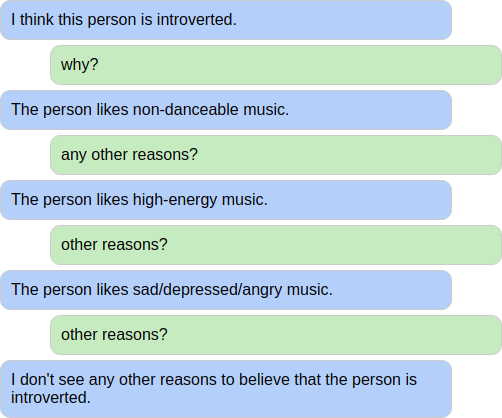 I think this person is introverted.
why?
The person likes non-danceable music.
any other reasons?
The person likes high-energy music.
other reasons?
The person likes sad/depressed/angry music.
other reasons?
I don't see any other reasons to believe that the person is
introverted.